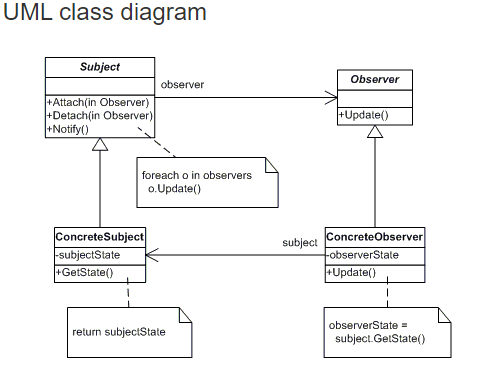 UML class diagram
Subject
+Attach(in Observer)
+Detach(in Observer)
+Notify()
observer
Observer
+Update()
foreach o in observers
o.Update()
ConcreteSubject
-subjectState
+GetState()
subject
ConcreteObserver
-observerState
+Update()
return subjectState
observerState =
subject.GetState()